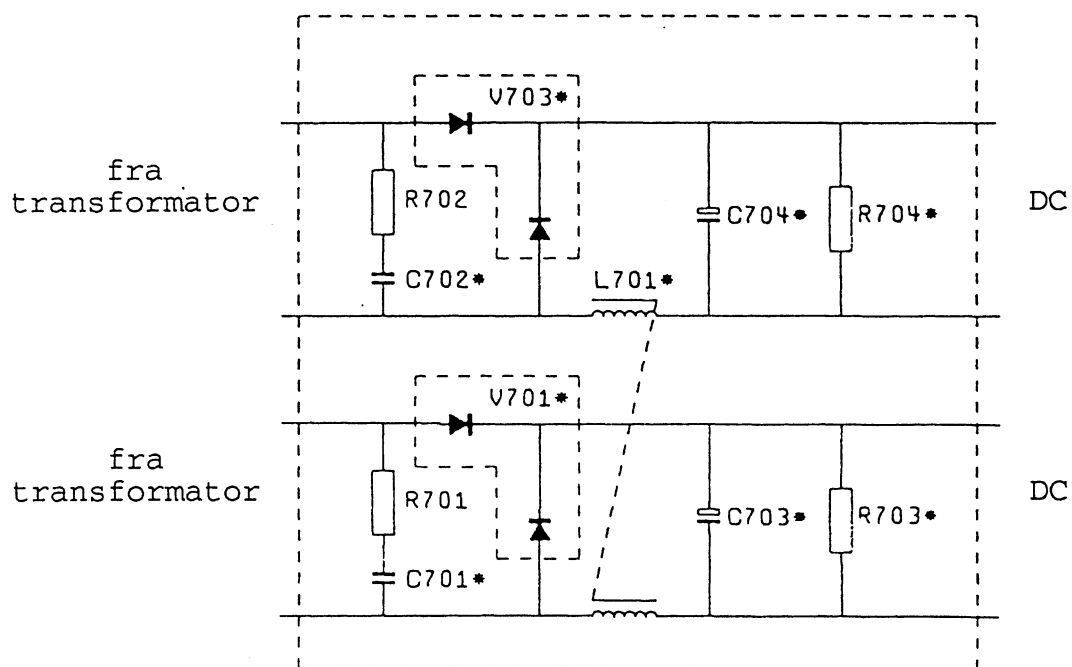 V703*
fra
transformator
R702
C704*
R704*
DC
C702*
L701*
V701*
fra
transformator
R701
C703*
R703*
DC
C701*